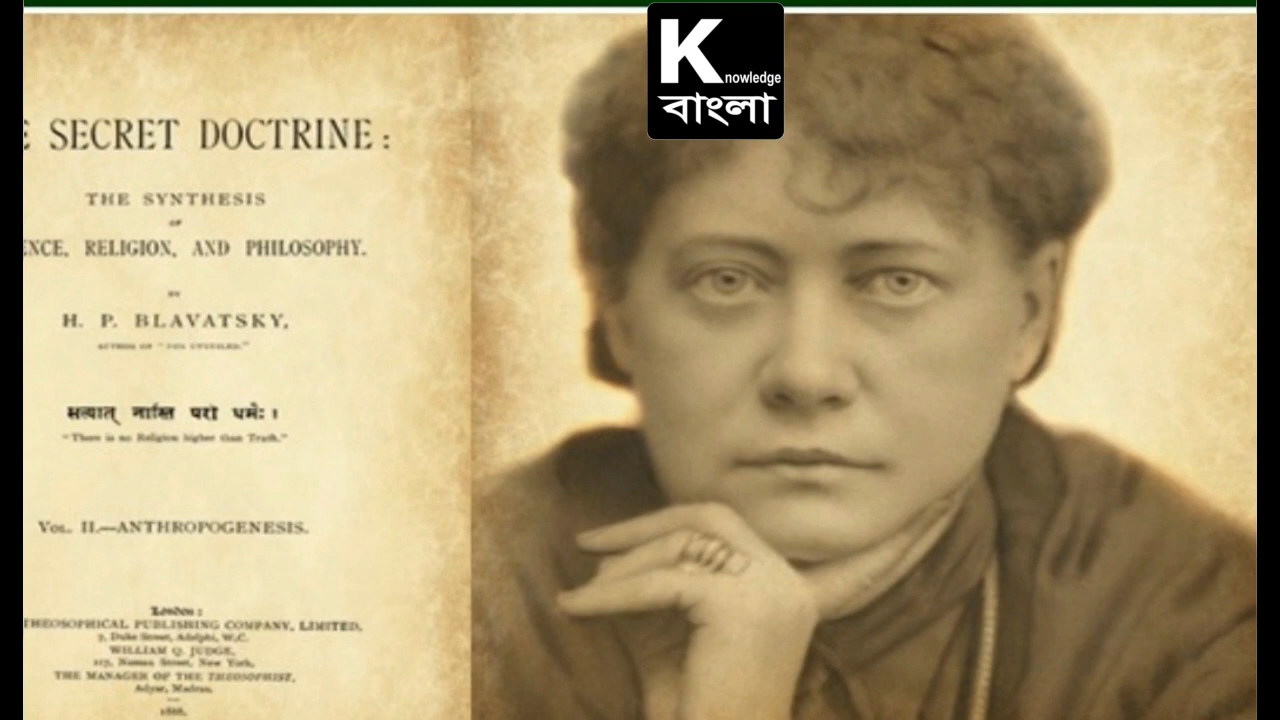 Knowledge
বাংলা
E SECRET DOCTRINE:
THE SYNTHESIS
OF
ENCE, RELIGION, AND PHILOSOPHY.
BY
H. P. BLAVATSKY,
AUTHOR OF "ISIS UNVEILED."
सत्यात् नास्ति परो धर्मः।
"There is no Religion higher than Truth."
VOL. II.—ANTHROPOGENESIS.
London:
THEOSOPHICAL PUBLISHING COMPANY, LIMITED,
7, Duke Street, Adelphi, W.C.
WILLIAM Q. JUDGE,
117, Nassau Street, New York,
THE MANAGER OF THE THEOSOPHIST,
Adyar, Madras.
1888.